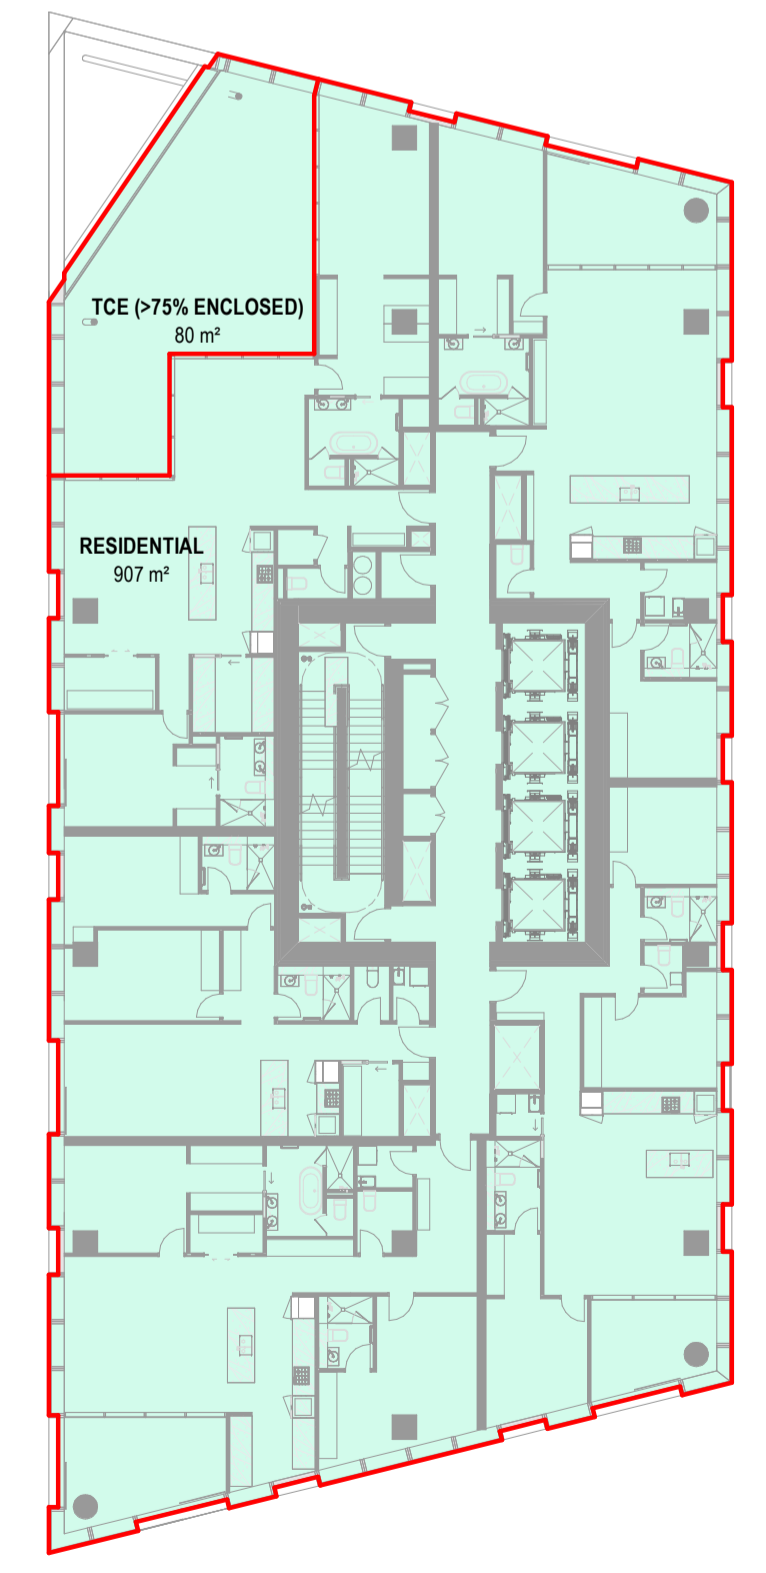 TCE (>75% ENCLOSED)
80 m²
RESIDENTIAL
907 m²